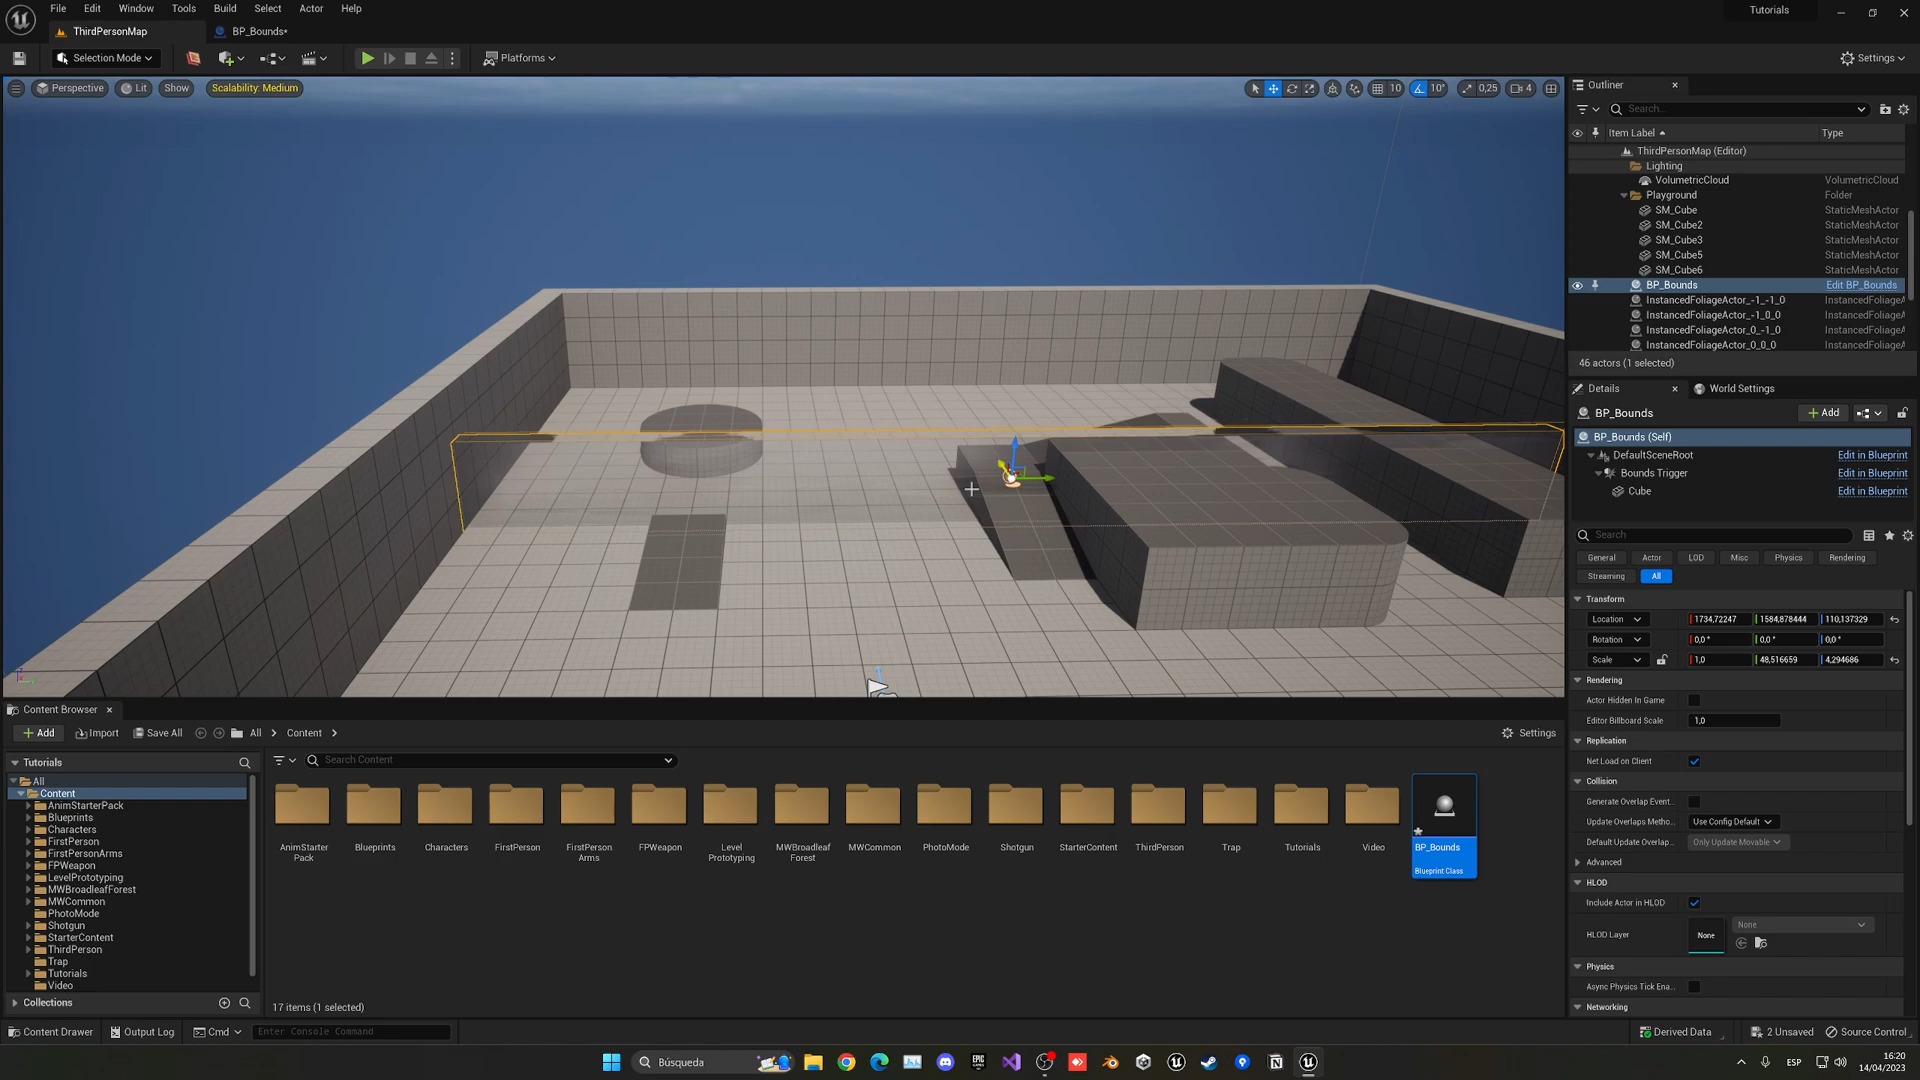 File Edit Window Tools Build Select Actor Help
Tutorials
ThirdPersonMap
BP_Bounds*
Selection Mode
Platforms
Settings
Perspective
Lit
Show
Scalability: Medium
10
10°
0,25
4
Outliner
Search...
Item Label
Type
ThirdPersonMap (Editor)
Lighting
VolumetricCloud VolumetricCloud
Playground Folder
SM_Cube StaticMeshActor
SM_Cube2 StaticMeshActor
SM_Cube3 StaticMeshActor
SM_Cube5 StaticMeshActor
SM_Cube6 StaticMeshActor
BP_Bounds Edit BP_Bounds
InstancedFoliageActor_-1_-1_0 InstancedFoliageA
InstancedFoliageActor_-1_0_0 InstancedFoliageA
InstancedFoliageActor_0_-1_0 InstancedFoliageA
InstancedFoliageActor_0_0_0 InstancedFoliageA
46 actors (1 selected)
Details
World Settings
BP_Bounds
Add
BP_Bounds (Self)
DefaultSceneRoot Edit in Blueprint
Bounds Trigger Edit in Blueprint
Cube Edit in Blueprint
Search
General Actor LOD Misc Physics Rendering
Streaming All
Transform
Location 1734,72247 1584,878444 110,137329
Rotation 0,0 ° 0,0 ° 0,0 °
Scale 1,0 48,516659 4,294686
Rendering
Actor Hidden In Game
Editor Billboard Scale 1,0
Replication
Net Load on Client
Collision
Generate Overlap Event...
Update Overlaps Metho... Use Config Default
Default Update Overlap... Only Update Movable
Advanced
HLOD
Include Actor in HLOD
HLOD Layer None None
Physics
Async Physics Tick Ena...
Networking
Content Browser
Add Import Save All All Content Settings
Tutorials
Search Content
All
Content
AnimStarterPack
Blueprints
Characters
FirstPerson
FirstPersonArms
FPWeapon
LevelPrototyping
MWBroadleafForest
MWCommon
PhotoMode
Shotgun
StarterContent
ThirdPerson
Trap
Tutorials
Video
Collections
AnimStarter
Pack
Blueprints
Characters
FirstPerson
FirstPerson
Arms
FPWeapon
Level
Prototyping
MWBroadleaf
Forest
MWCommon
PhotoMode
Shotgun
StarterContent
ThirdPerson
Trap
Tutorials
Video
BP_Bounds
Blueprint Class
17 items (1 selected)
Content Drawer Output Log Cmd Enter Console Command
Derived Data 2 Unsaved Source Control
Búsqueda
EPIC
GAMES
ESP
16:20
14/04/2023